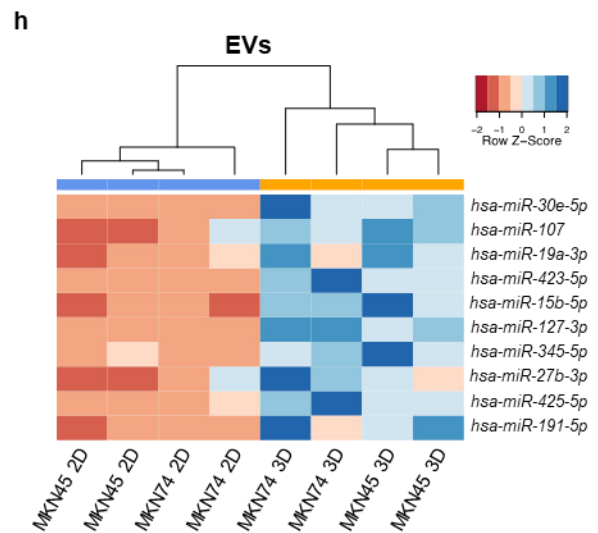 h
EVs
−2 −1 0 1 2
Row Z−Score
hsa-miR-30e-5p
hsa-miR-107
hsa-miR-19a-3p
hsa-miR-423-5p
hsa-miR-15b-5p
hsa-miR-127-3p
hsa-miR-345-5p
hsa-miR-27b-3p
hsa-miR-425-5p
hsa-miR-191-5p
MKN45 2D
MKN45 2D
MKN74 2D
MKN74 2D
MKN74 3D
MKN74 3D
MKN45 3D
MKN45 3D